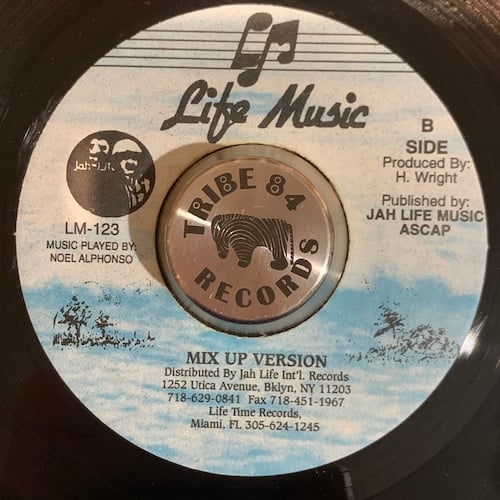 Life Music
B
SIDE
Produced By:
H. Wright
Published by:
JAH LIFE MUSIC
ASCAP
Jah Life
LM-123
MUSIC PLAYED BY:
NOEL ALPHONSO
TRIBE 84
RECORDS
MIX UP VERSION
Distributed By Jah Life Int'l. Records
1252 Utica Avenue, Bklyn, NY 11203
718-629-0841 Fax 718-451-1967
Life Time Records,
Miami, FL 305-624-1245